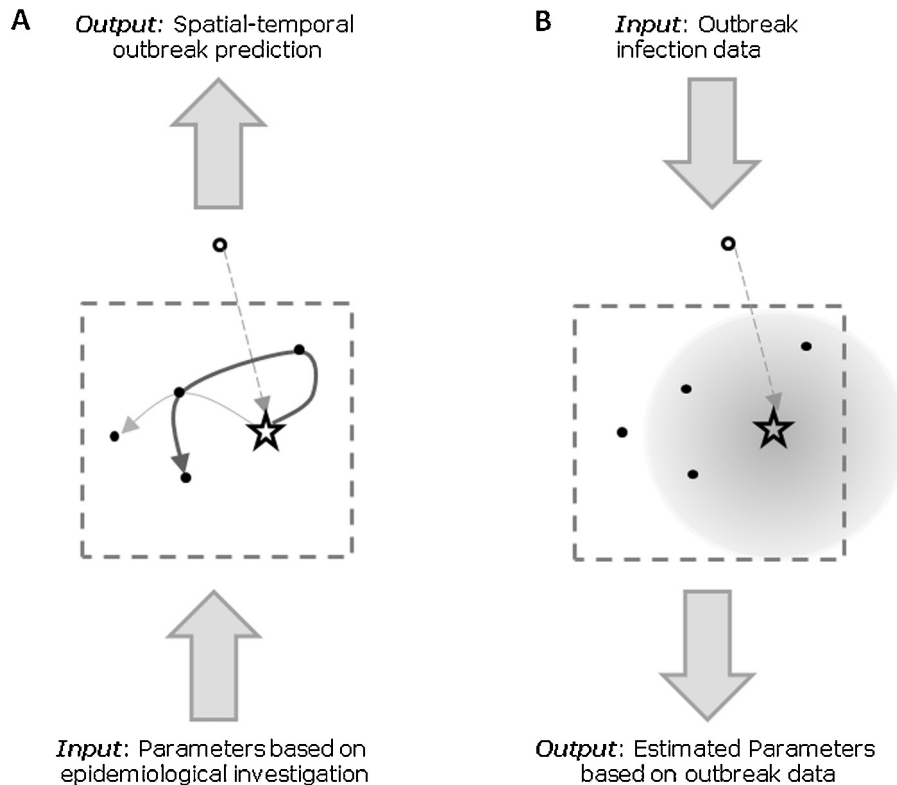 A
Output: Spatial-temporal
outbreak prediction
Input: Parameters based on
epidemiological investigation
B
Input: Outbreak
infection data
Output: Estimated Parameters
based on outbreak data